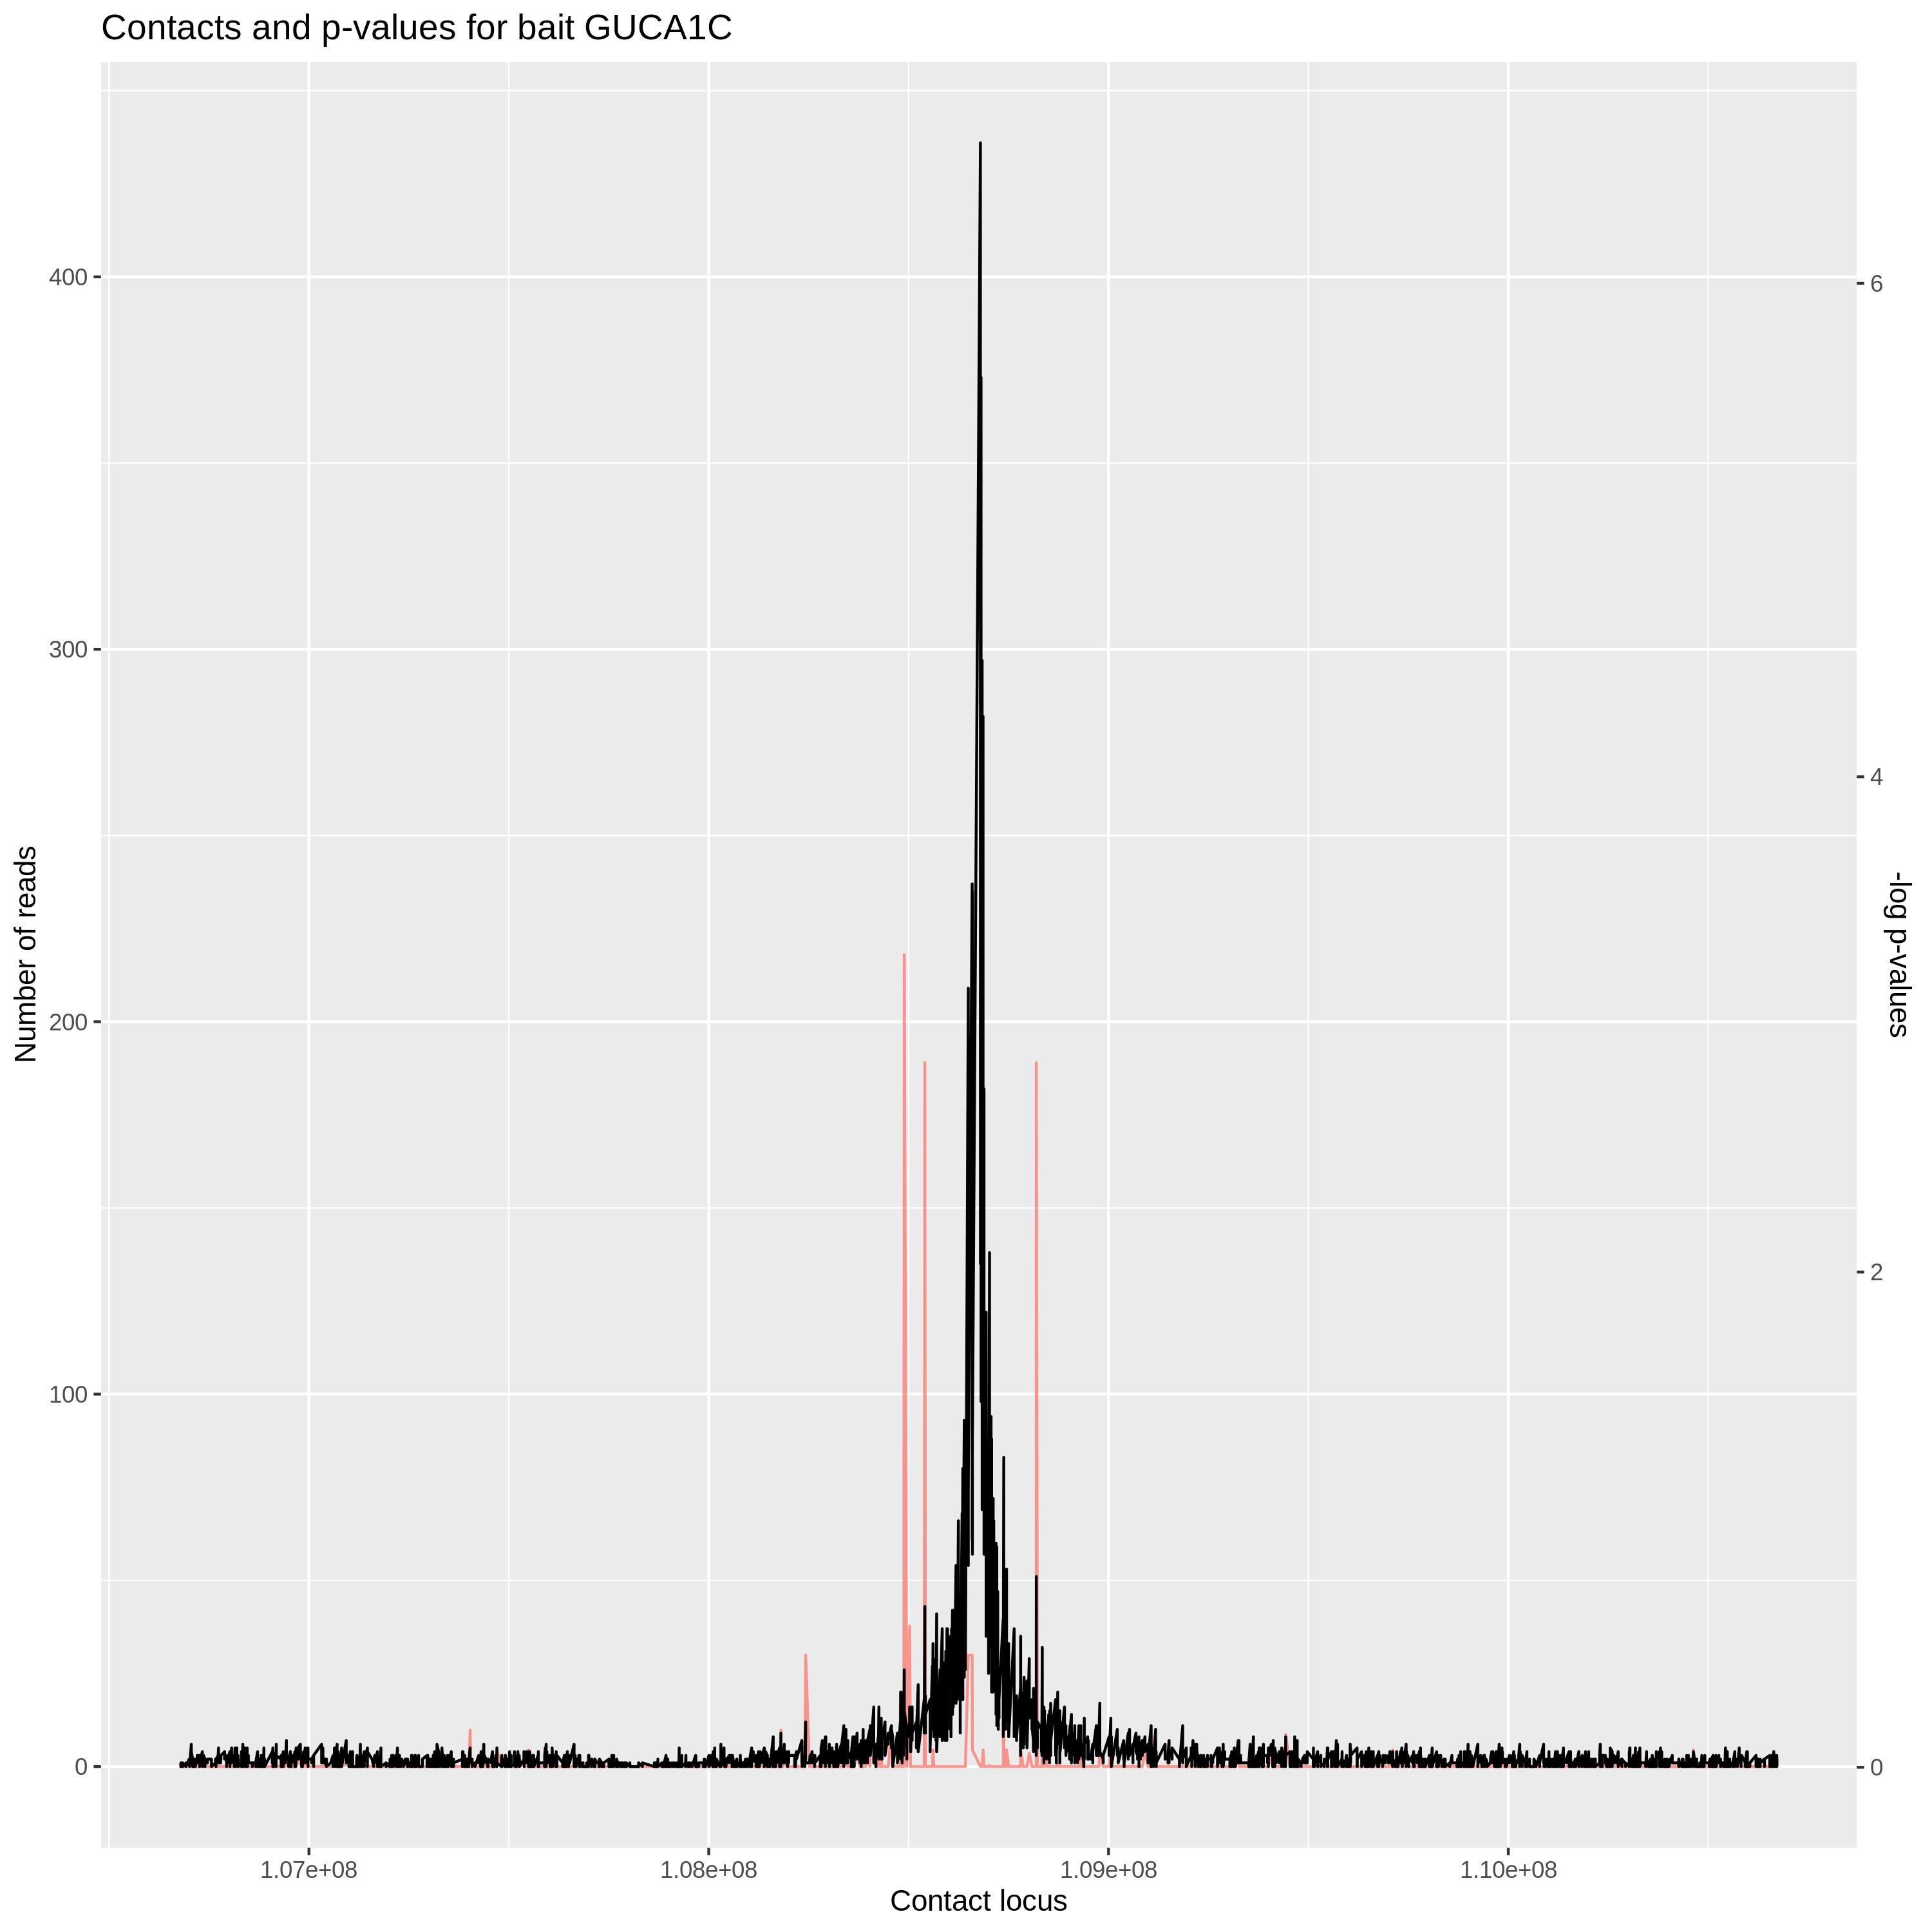 Contacts and p-values for bait GUCA1C
Number of reads
400
300
200
100
0
6
4
2
0
-log p-values
1.07e+08
1.08e+08
1.09e+08
1.10e+08
Contact locus